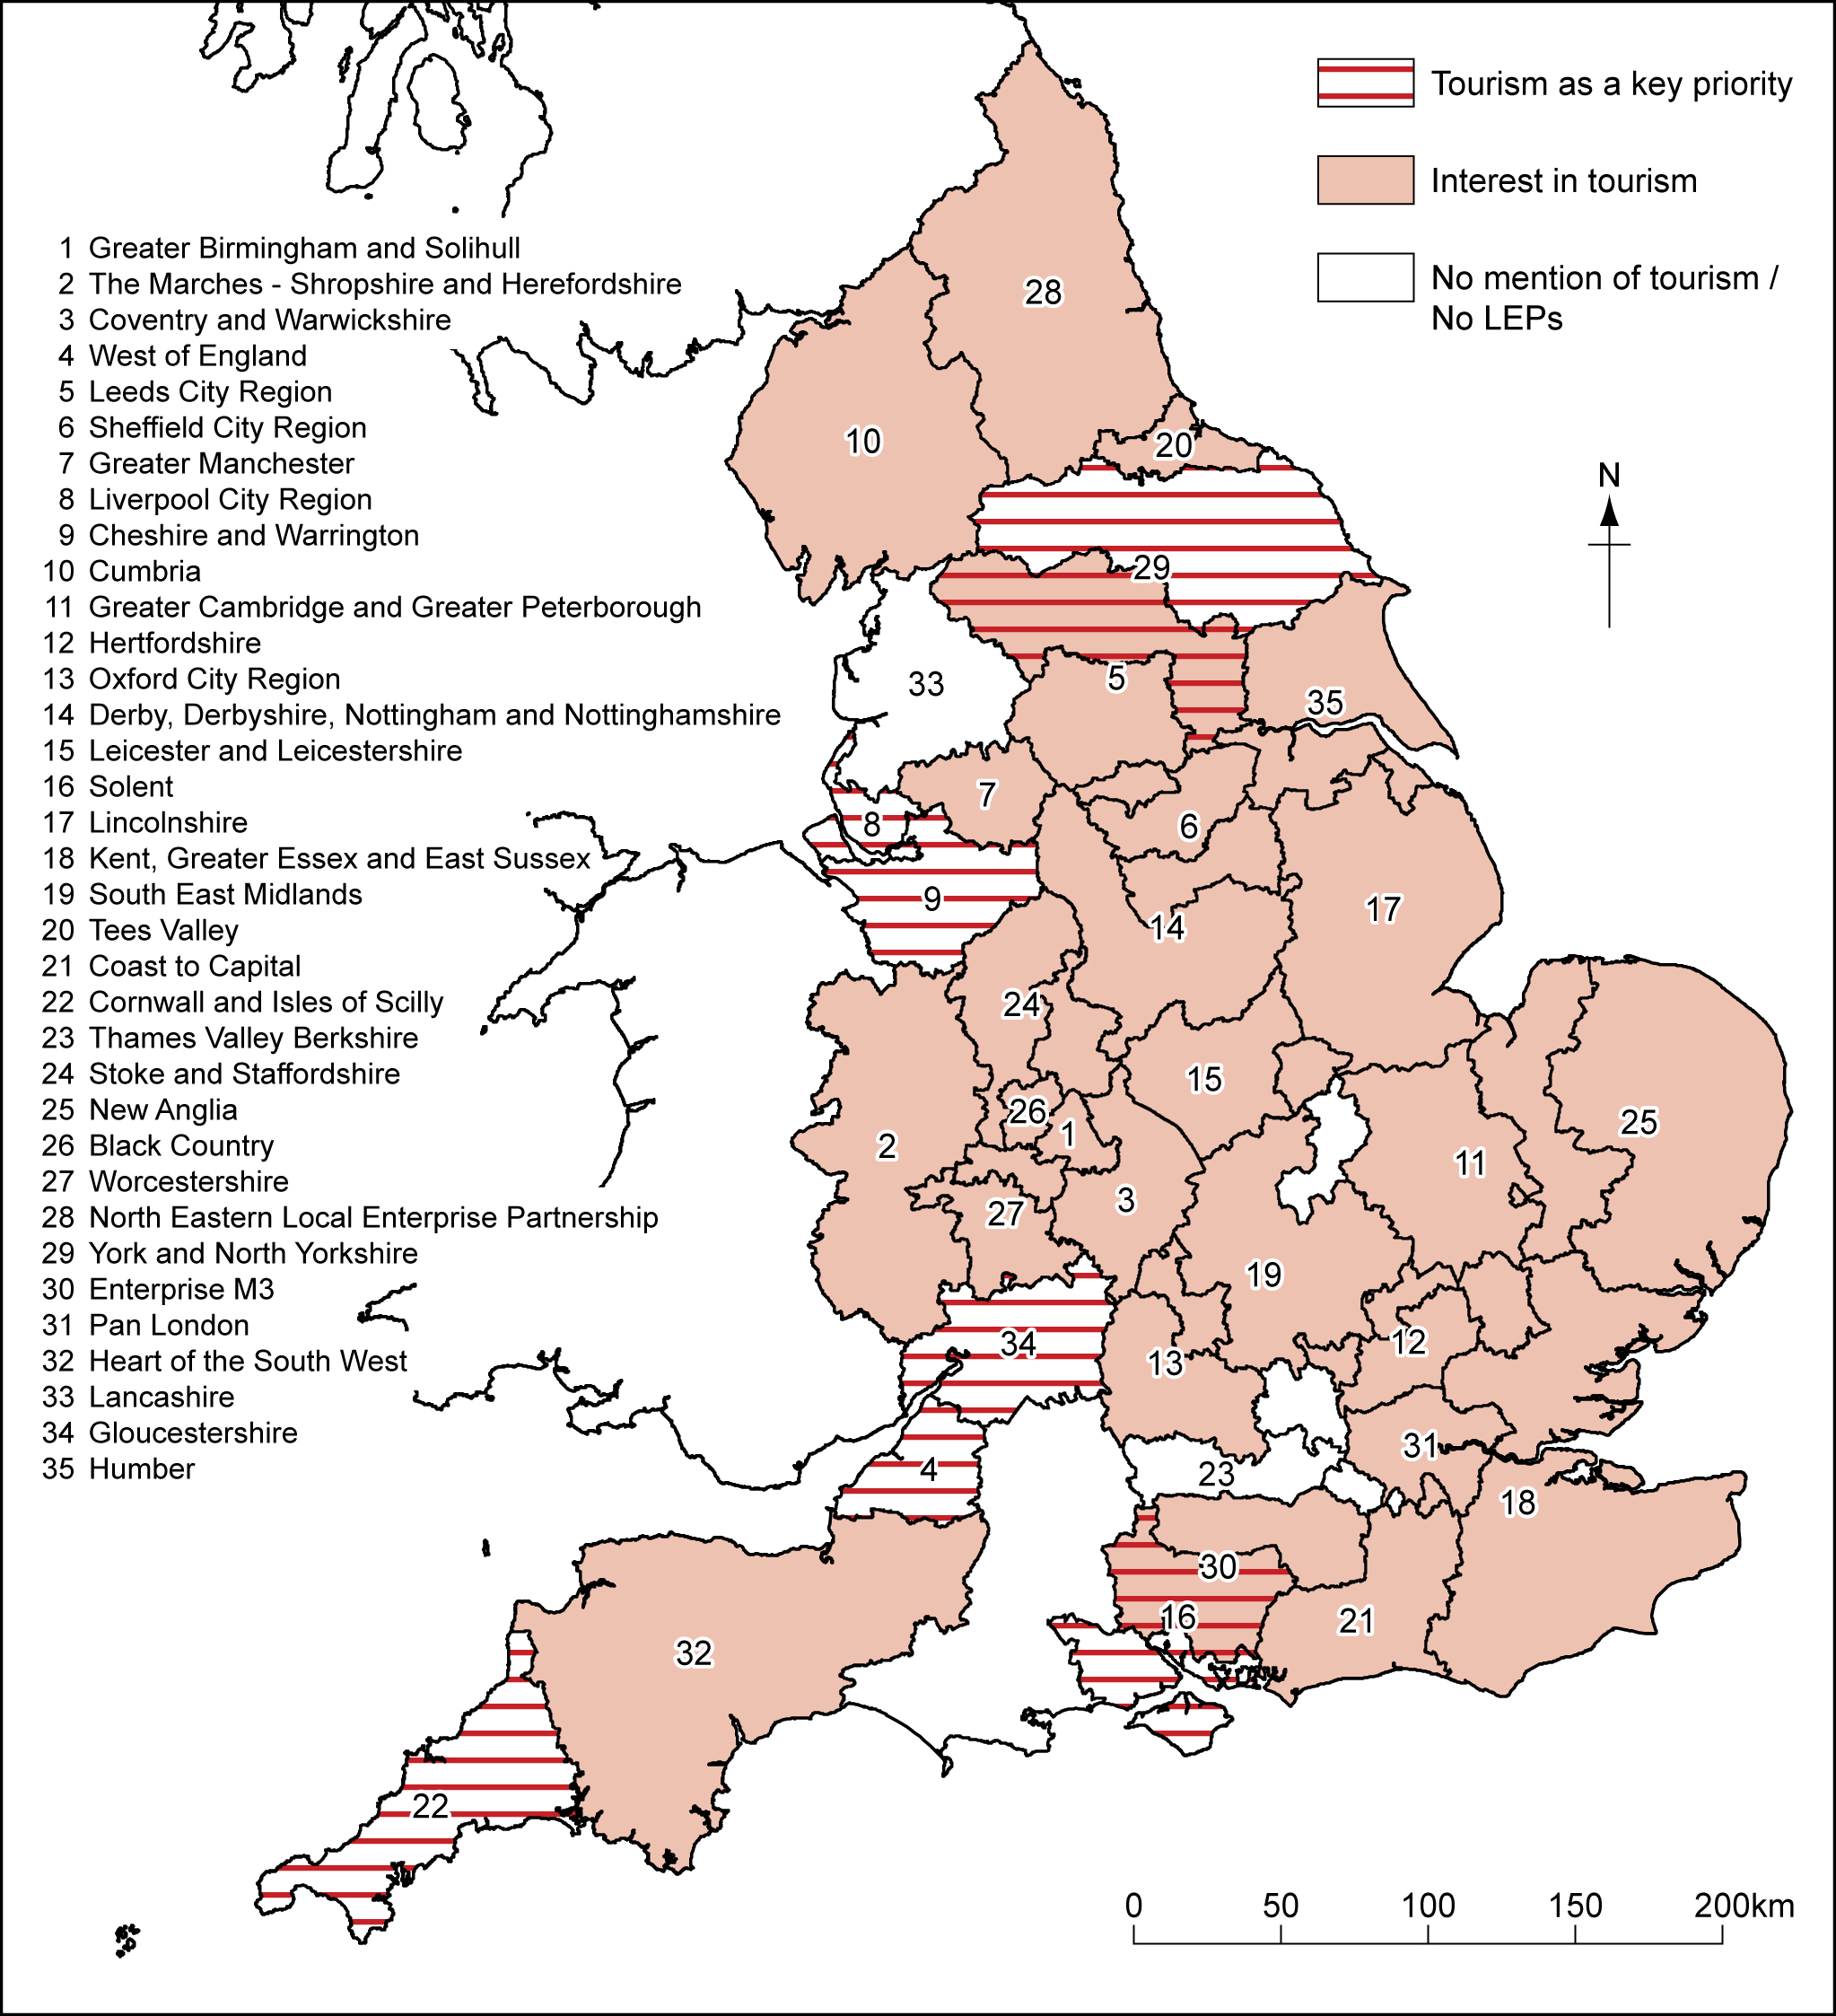 Tourism as a key priority
Interest in tourism
No mention of tourism /
No LEPs
1 Greater Birmingham and Solihull
2 The Marches - Shropshire and Herefordshire
3 Coventry and Warwickshire
4 West of England
5 Leeds City Region
6 Sheffield City Region
7 Greater Manchester
8 Liverpool City Region
9 Cheshire and Warrington
10 Cumbria
11 Greater Cambridge and Greater Peterborough
12 Hertfordshire
13 Oxford City Region
14 Derby, Derbyshire, Nottingham and Nottinghamshire
15 Leicester and Leicestershire
16 Solent
17 Lincolnshire
18 Kent, Greater Essex and East Sussex
19 South East Midlands
20 Tees Valley
21 Coast to Capital
22 Cornwall and Isles of Scilly
23 Thames Valley Berkshire
24 Stoke and Staffordshire
25 New Anglia
26 Black Country
27 Worcestershire
28 North Eastern Local Enterprise Partnership
29 York and North Yorkshire
30 Enterprise M3
31 Pan London
32 Heart of the South West
33 Lancashire
34 Gloucestershire
35 Humber
N
28
10
20
29
33
5
35
7
8
6
9
14
17
24
15
26
1
2
25
11
3
27
19
34
13
12
31
4
23
18
30
16
21
32
22
0 50 100 150 200km